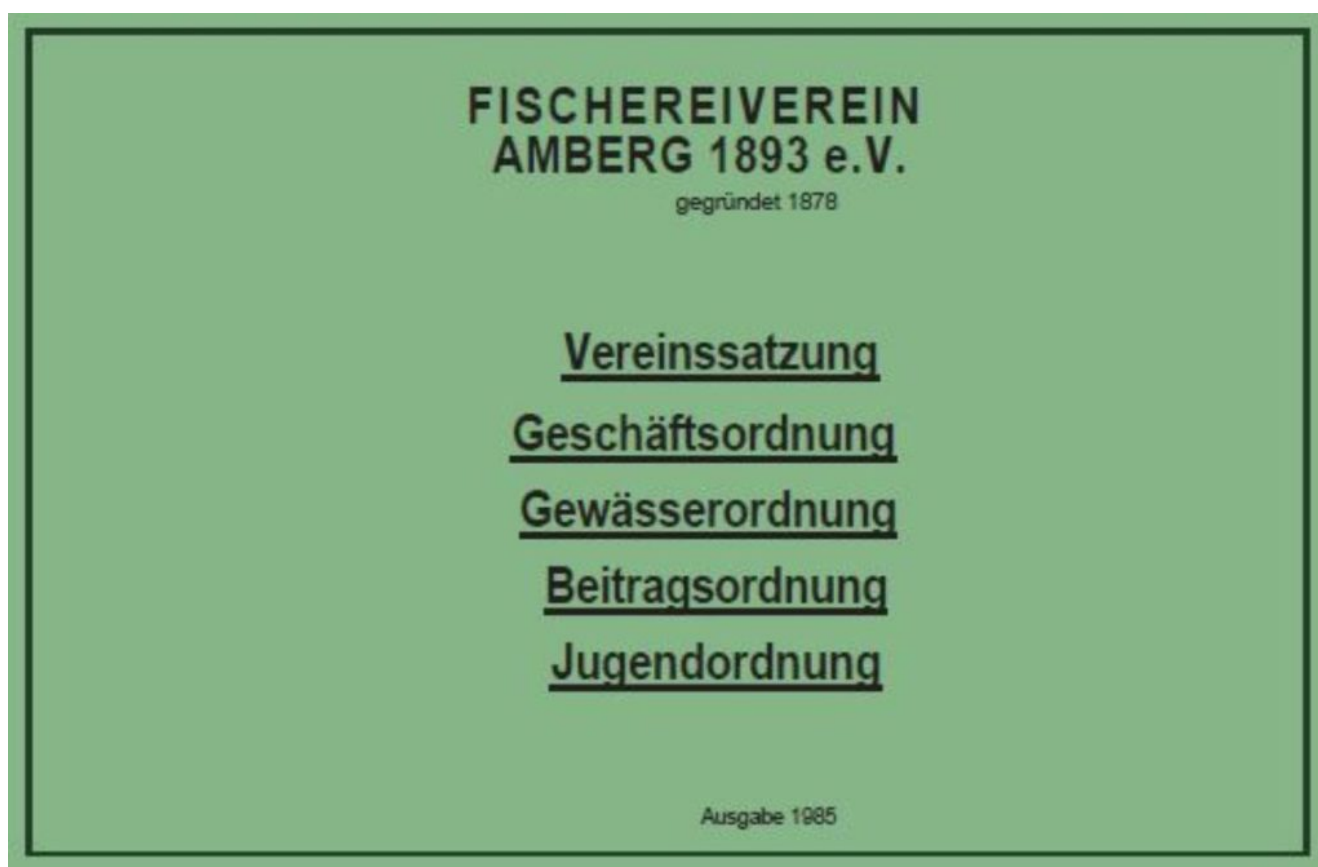 FISCHEREIVEREIN
AMBERG 1893 e.V.
gegründet 1878
Vereinssatzung
Geschäftsordnung
Gewässerordnung
Beitragsordnung
Jugendordnung
Ausgabe 1985